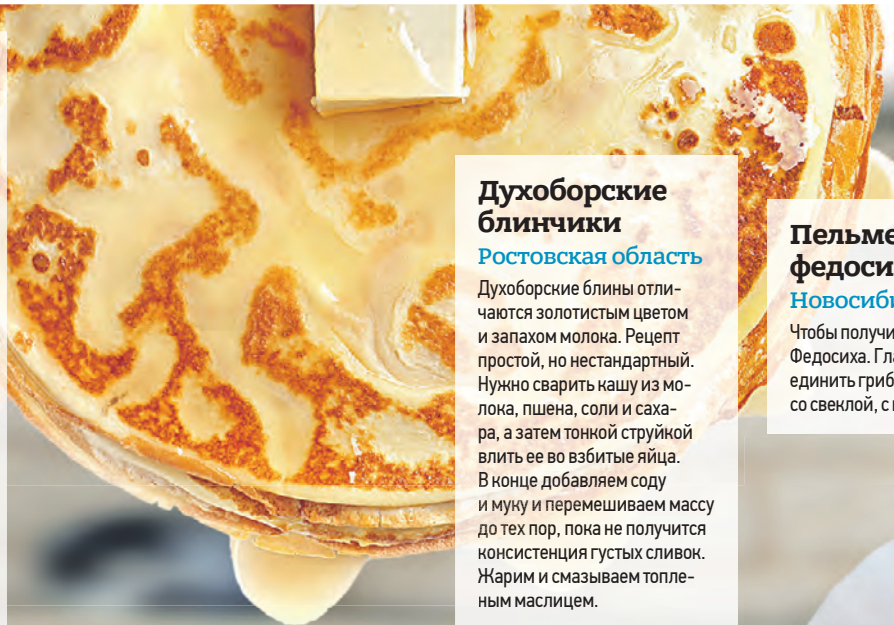 Духоборские
блинчики
Ростовская область
Духоборские блины отли-
чаются золотистым цветом
и запахом молока. Рецепт
простой, но нестандартный.
Нужно сварить кашу из мо-
лока, пшена, соли и саха-
ра, а затем тонкой струйкой
влить ее во взбитые яйца.
В конце добавляем соду
и муку и перемешиваем массу
до тех пор, пока не получится
консистенция густых сливок.
Жарим и смазываем топле-
ным маслицем.
Пельме
федоси
Новосиби
Чтобы получи
Федосиха. Гла
единить гриб
со свеклой, с